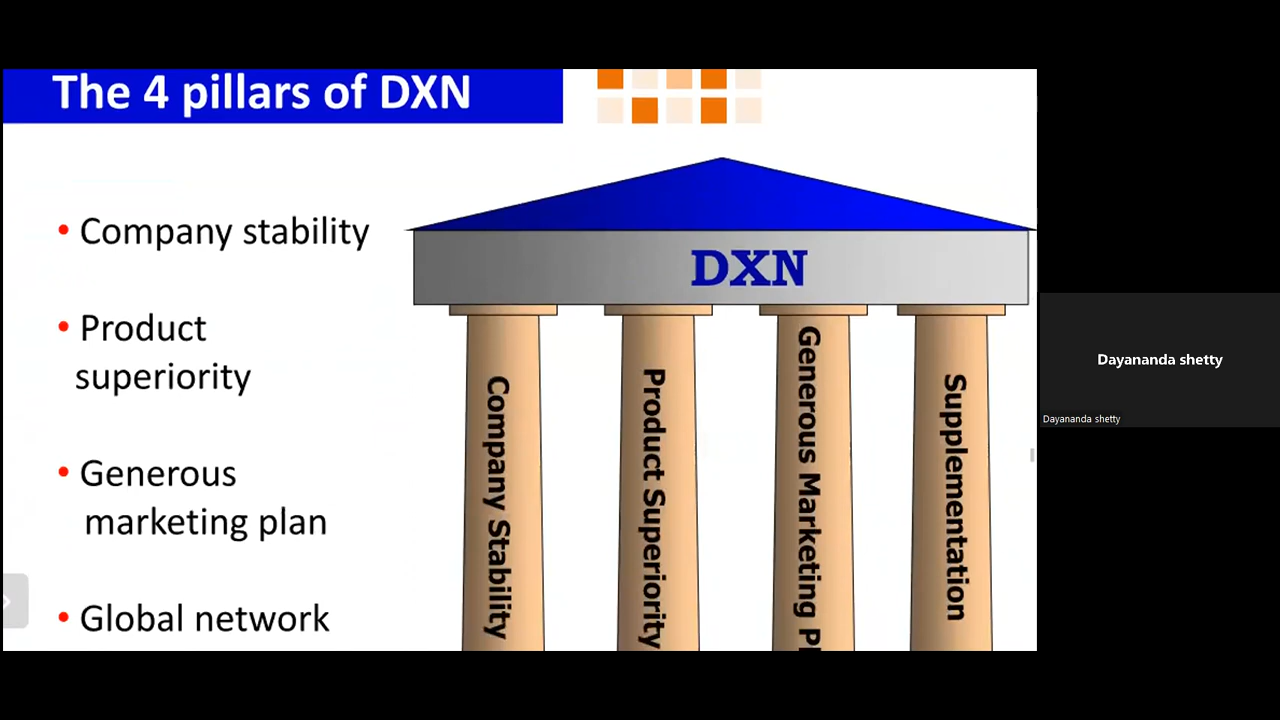 The 4 pillars of DXN
• Company stability
• Product
superiority
• Generous
marketing plan
• Global network
DXN
Company Stability
Product Superiority
Generous Marketing Pl
Supplementation
Dayananda shetty
Dayananda shetty